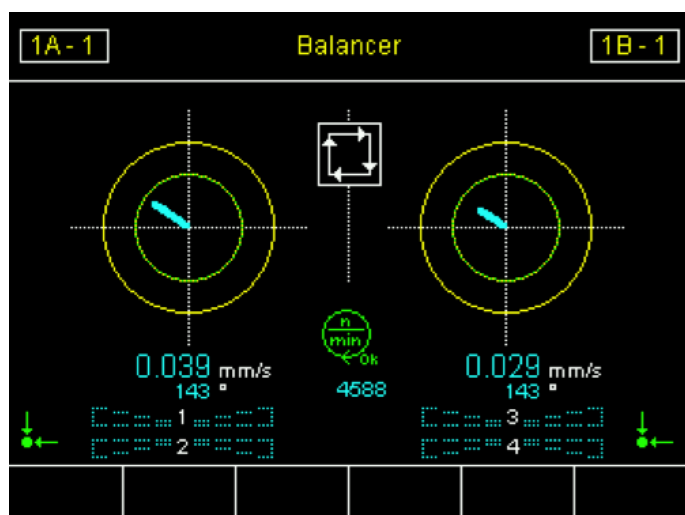 1A - 1 Balancer 1B - 1
n
min
Ok
0.039 mm/s 0.029 mm/s
143 ° 4588 143 °
1 3
2 4